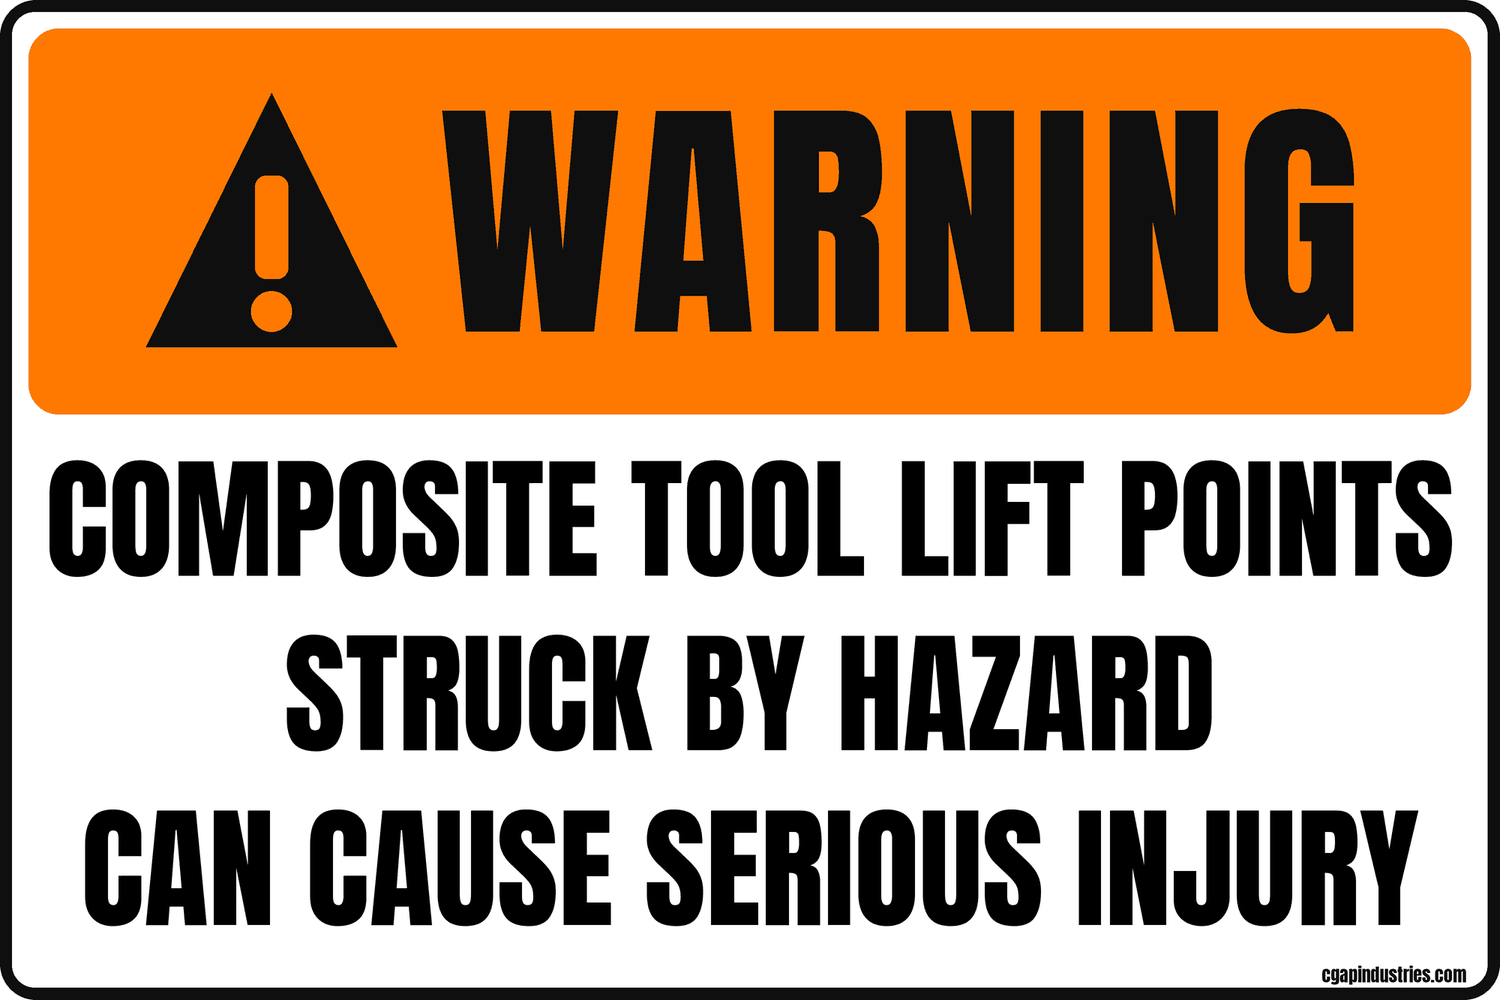 WARNING
COMPOSITE TOOL LIFT POINTS
STRUCK BY HAZARD
CAN CAUSE SERIOUS INJURY
cgapindustries.com